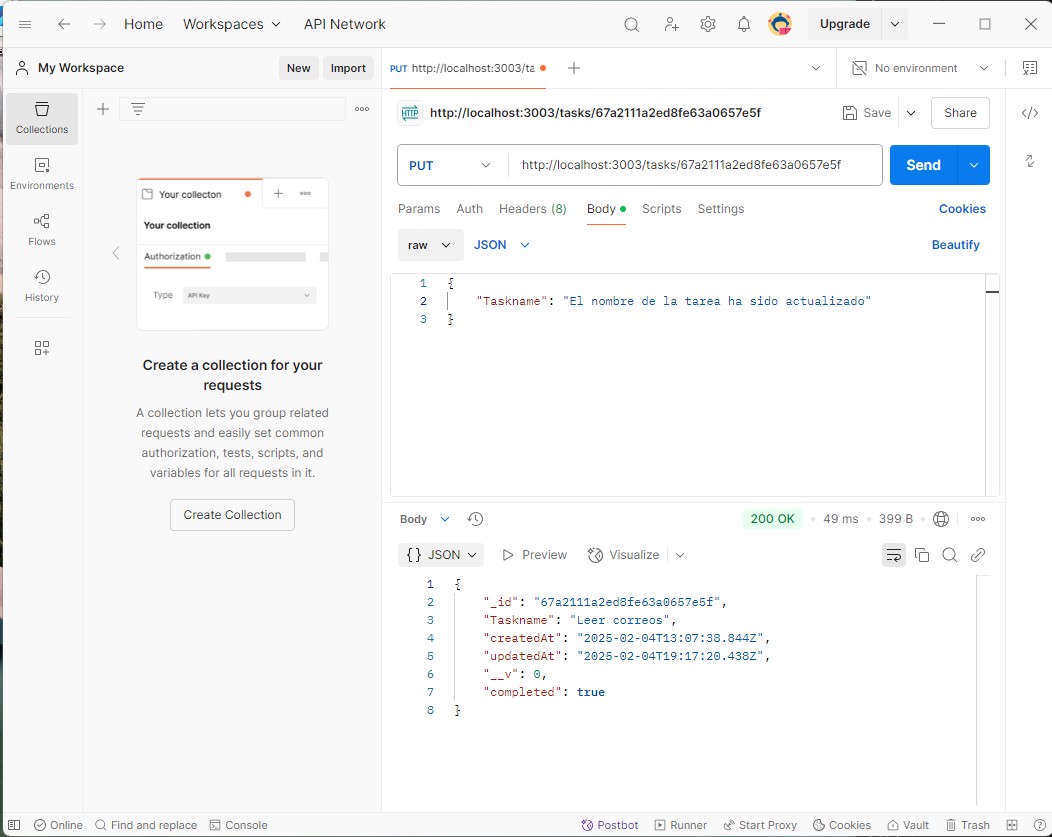 Home Workspaces API Network Upgrade
My Workspace New Import PUT http://localhost:3003/ta No environment
HTTP http://localhost:3003/tasks/67a2111a2ed8fe63a0657e5f Save Share
Collections
Environments
Flows
History
Your collecton
Your collection
Authorization
Type API Key
Create a collection for your
requests
A collection lets you group related
requests and easily set common
authorization, tests, scripts, and
variables for all requests in it.
Create Collection
PUT http://localhost:3003/tasks/67a2111a2ed8fe63a0657e5f Send
Params Auth Headers (8) Body Scripts Settings Cookies
raw JSON Beautify
1 {
2 "Taskname": "El nombre de la tarea ha sido actualizado"
3 }
Body 200 OK 49 ms 399 B
{} JSON Preview Visualize
1 {
2 "_id": "67a2111a2ed8fe63a0657e5f",
3 "Taskname": "Leer correos",
4 "createdAt": "2025-02-04T13:07:38.844Z",
5 "updatedAt": "2025-02-04T19:17:20.438Z",
6 "__v": 0,
7 "completed": true
8 }
Online Find and replace Console Postbot Runner Start Proxy Cookies Vault Trash